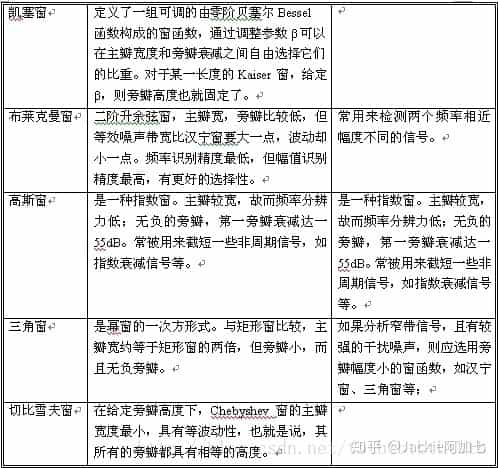 凯塞窗
定义了一组可调的由零阶贝塞尔 Bessel
函数构成的窗函数，通过调整参数 β 可以
在主瓣宽度和旁瓣衰减之间自由选择它们
的比重。对于某一长度的 Kaiser 窗，给定
β，则旁瓣高度也就固定了。
布莱克曼窗
二阶升余弦窗，主瓣宽，旁瓣比较低，但
等效噪声带宽比汉宁窗要大一点，波动却
小一点。频率识别精度最低，但幅值识别
精度最高，有更好的选择性。
常用来检测两个频率相近
幅度不同的信号。
高斯窗
是一种指数窗。主瓣较宽，故而频率分辨
力低；无负的旁瓣，第一旁瓣衰减达一
55dB。常被用来截短一些非周期信号，如
指数衰减信号等。
是一种指数窗。主瓣较宽，
故而频率分辨力低；无负
的旁瓣，第一旁瓣衰减达
一55dB。常被用来截短一些
非周期信号，如指数衰减信号
等。
三角窗
是幂窗的一次方形式。与矩形窗比较，主
瓣宽约等于矩形窗的两倍，但旁瓣小，而
且无负旁瓣。
如果分析窄带信号，且有较
强的干扰噪声，则应选用旁
瓣幅度小的窗函数，如汉宁
窗、三角窗等；
切比雪夫窗
在给定旁瓣高度下，Chebyshev 窗的主瓣
宽度最小，具有等波动性，也就是说，其
所有的旁瓣都具有相等的高度。
知乎 @Jackie阿加七